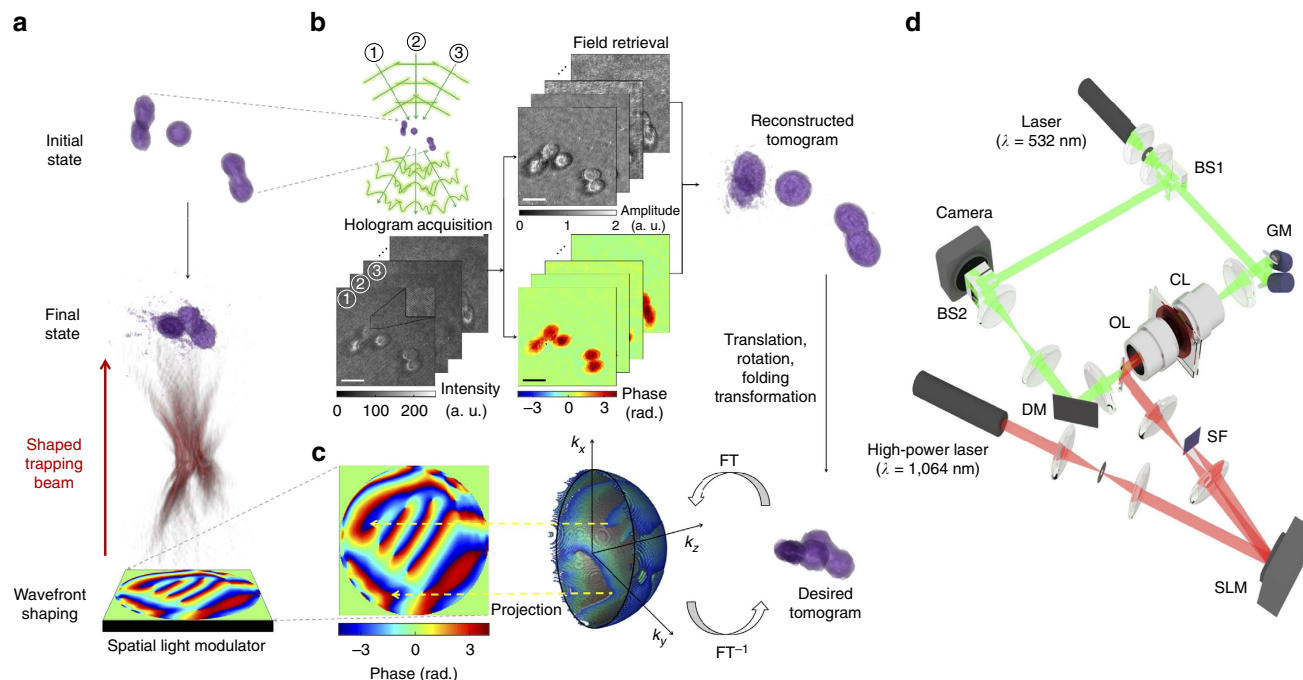 a
Initial
state
Final
state
Shaped
trapping
beam
Wavefront
shaping
Spatial light modulator
b
1
2
3
Hologram acquisition
1
2
3
Intensity
(a. u.)
0 100 200
Field retrieval
Amplitude
(a. u.)
0 1 2
Phase
(rad.)
−3 0 3
Reconstructed
tomogram
Translation,
rotation,
folding
transformation
Desired
tomogram
c
Projection
−3 0 3
Phase (rad.)
kx
kz
ky
FT
FT−1
d
Laser
(λ = 532 nm)
BS1
Camera
GM
CL
BS2
OL
DM
SF
High-power laser
(λ = 1,064 nm)
SLM